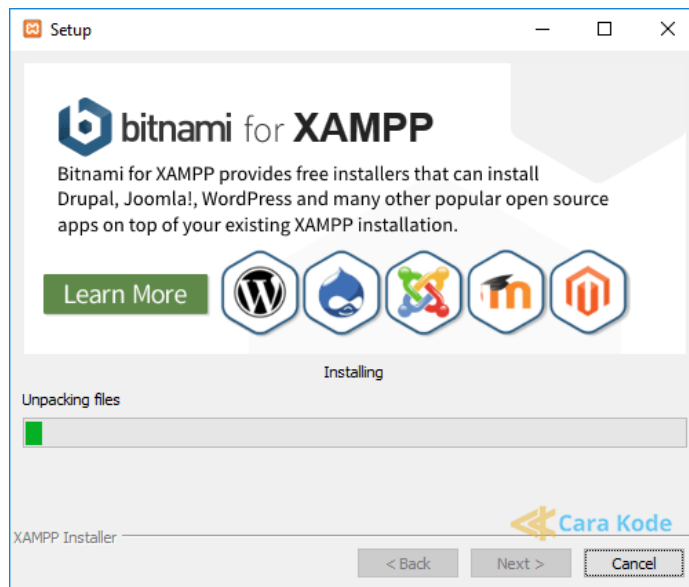 Setup
bitnami for XAMPP
Bitnami for XAMPP provides free installers that can install
Drupal, Joomla!, WordPress and many other popular open source
apps on top of your existing XAMPP installation.
Learn More
Installing
Unpacking files
Cara Kode
XAMPP Installer
< Back Next > Cancel